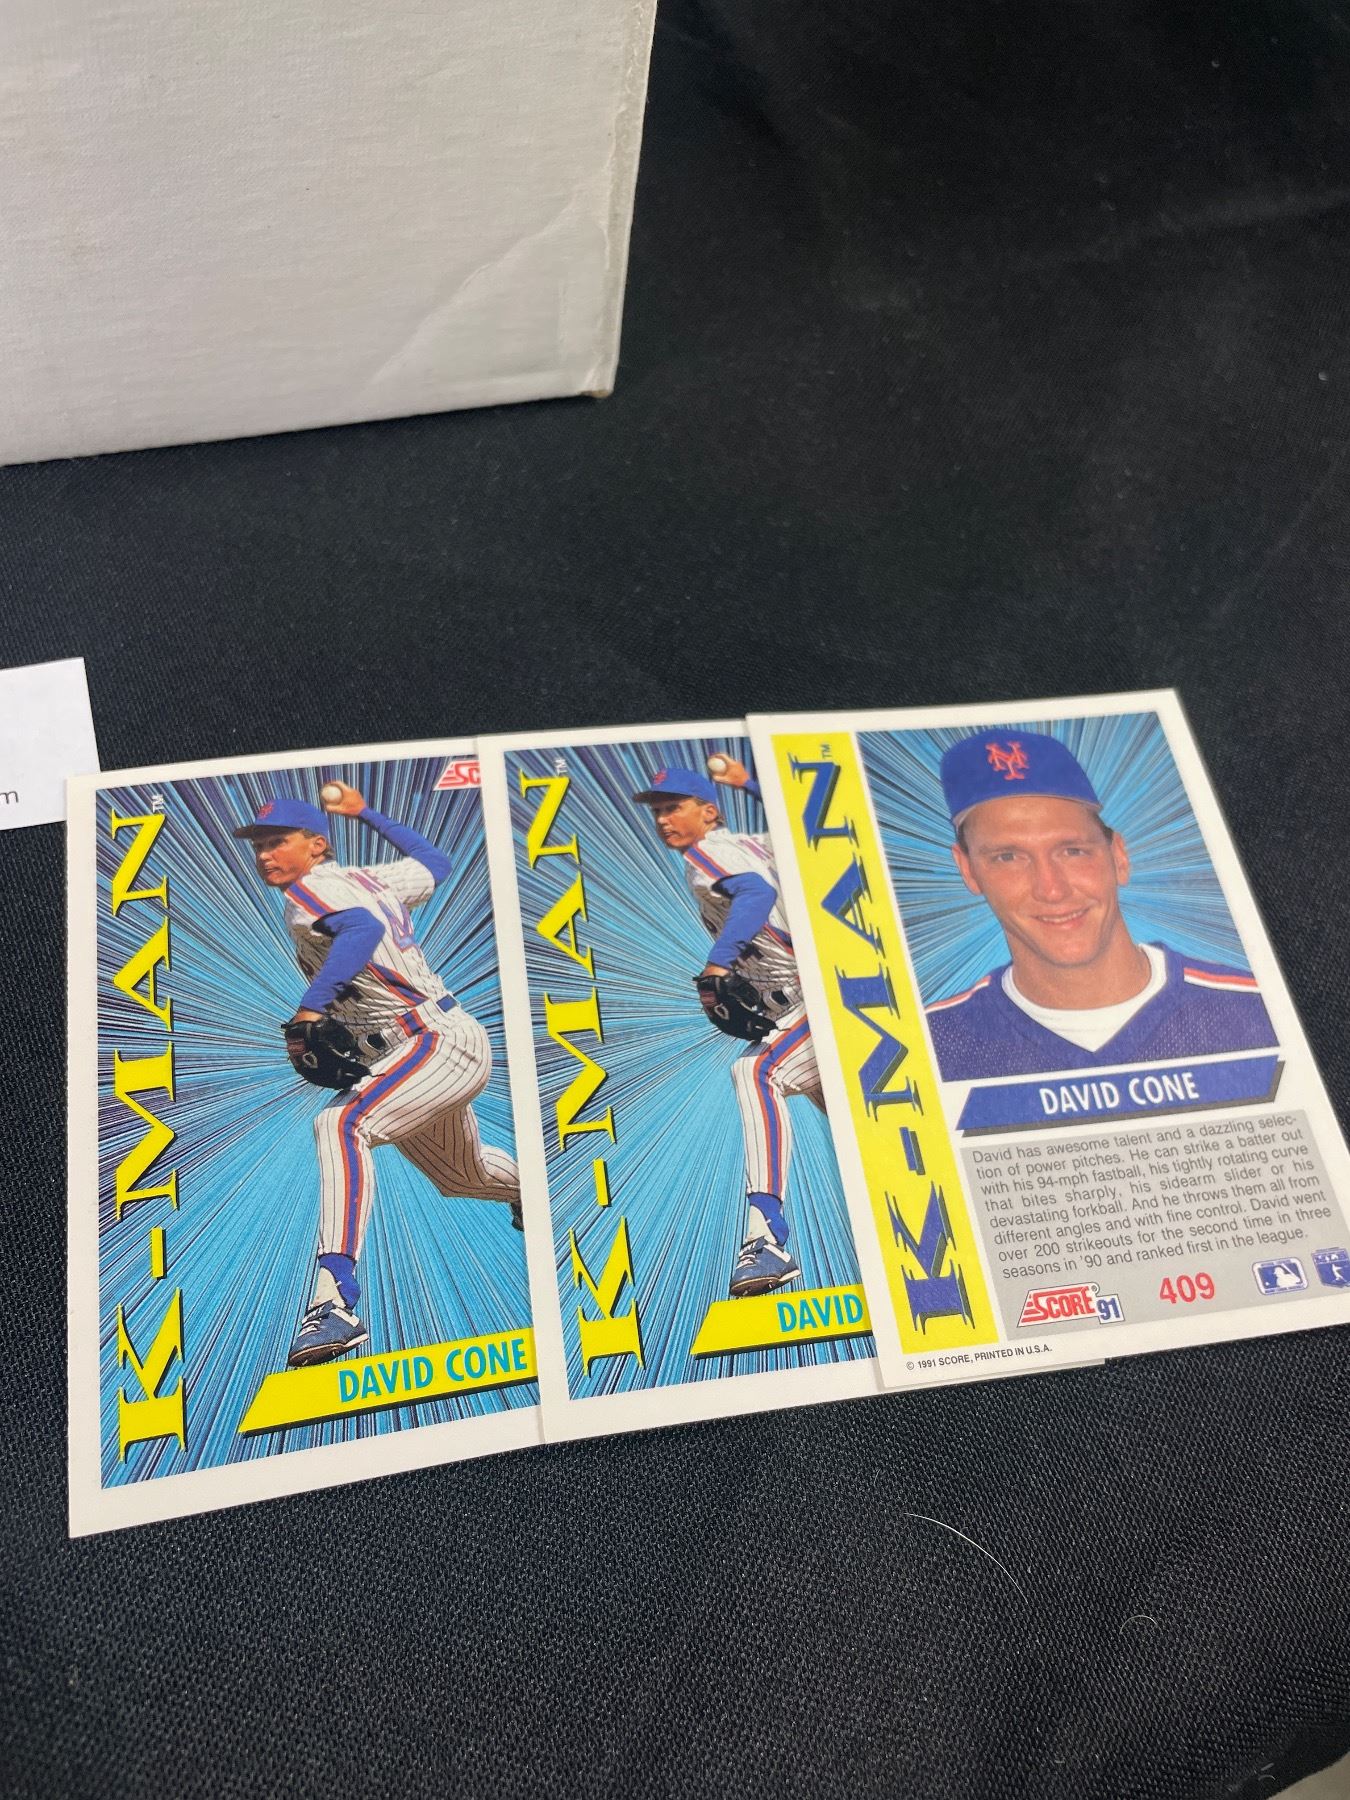 m
K-MAN™
SC
DAVID CONE
K-MAN™
DAVID
K-MAN™
DAVID CONE
David has awesome talent and a dazzling selec-
tion of power pitches. He can strike a batter out
with his 94-mph fastball, his tightly rotating curve
that bites sharply, his sidearm slider or his
devastating forkball. And he throws them all from
different angles and with fine control. David went
over 200 strikeouts for the second time in three
seasons in '90 and ranked first in the league.
SCORE® 91
409
© 1991 SCORE, PRINTED IN U.S.A.